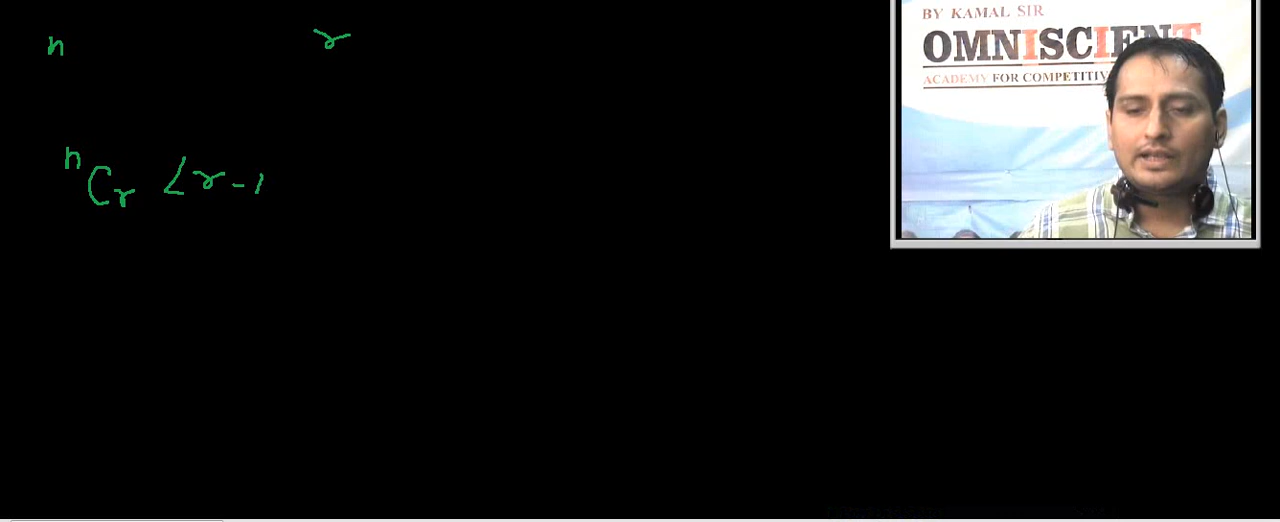 n r
ⁿCᵣ ∠r-1
BY KAMAL SIR
OMNISCIENT
ACADEMY FOR COMPETITIV